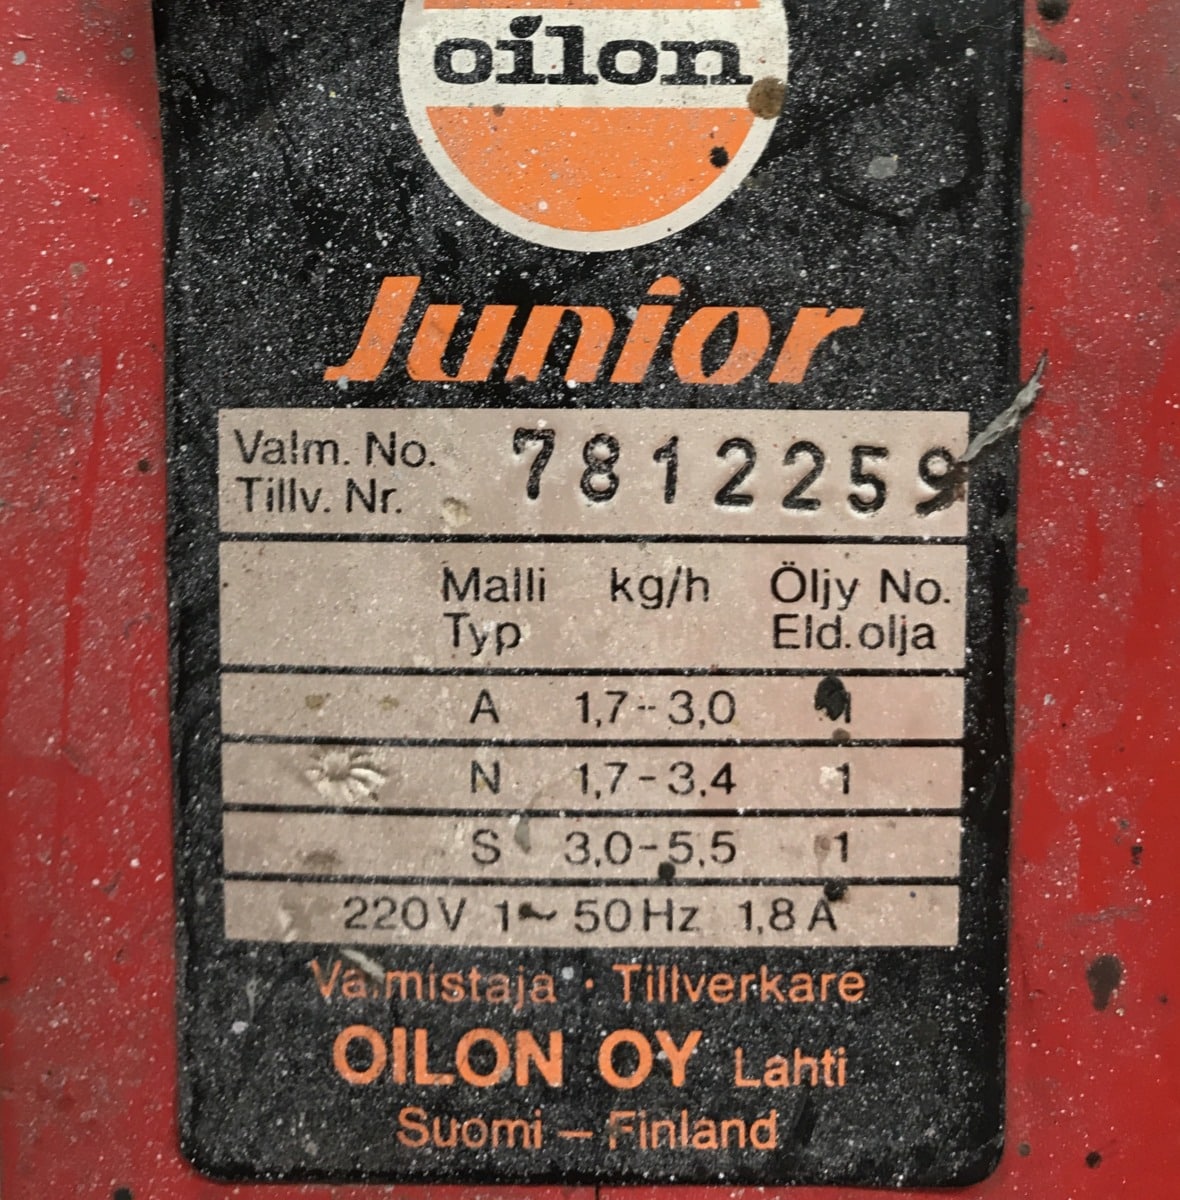 oilon
Junior
Valm. No. 7812259
Tillv. Nr.
Malli kg/h Öljy No.
Typ Eld.olja
A 1,7-3,0 1
N 1,7-3,4 1
S 3,0-5,5 1
220V 1~ 50Hz 1,8A
Valmistaja · Tillverkare
OILON OY Lahti
Suomi – Finland